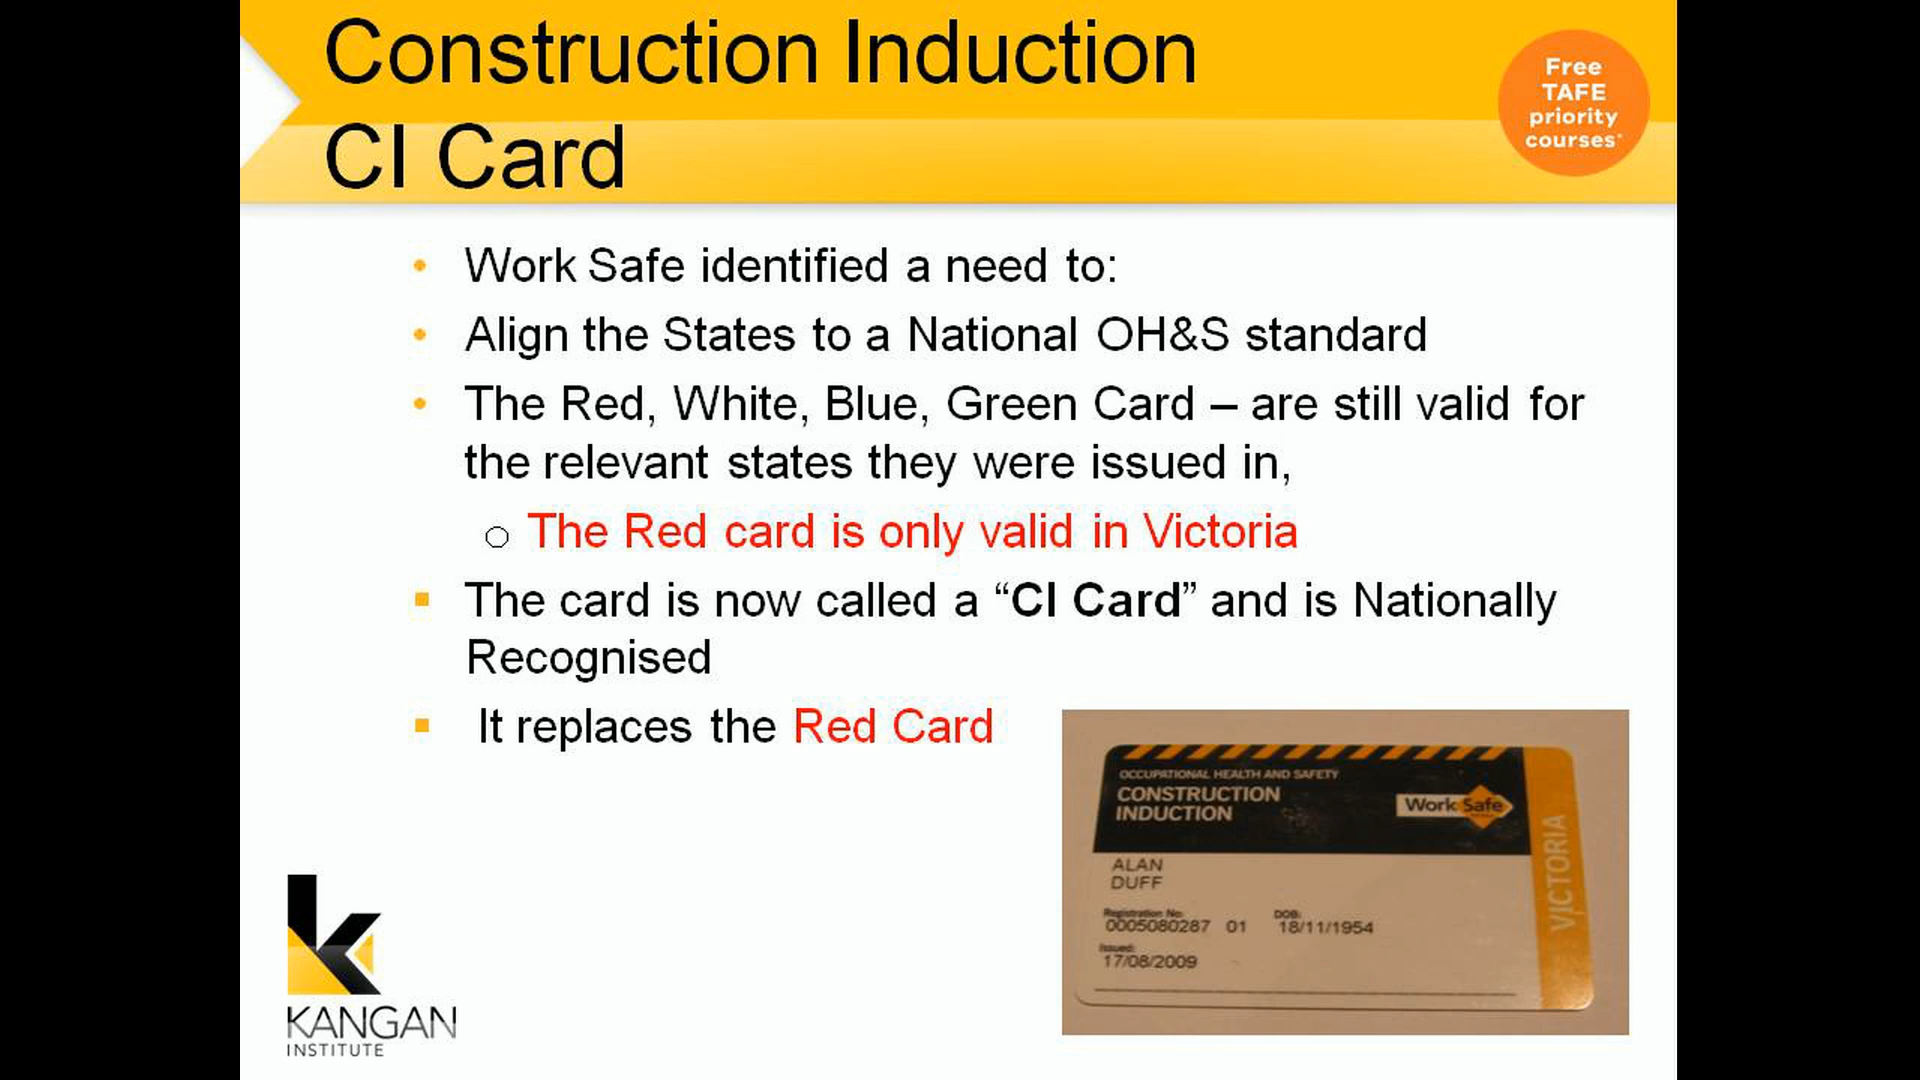 Construction Induction
CI Card
Free
TAFE
priority
courses*
• Work Safe identified a need to:
• Align the States to a National OH&S standard
• The Red, White, Blue, Green Card – are still valid for
the relevant states they were issued in,
○ The Red card is only valid in Victoria
▪ The card is now called a “CI Card” and is Nationally
Recognised
▪ It replaces the Red Card
OCCUPATIONAL HEALTH AND SAFETY
CONSTRUCTION
INDUCTION
WorkSafe
VICTORIA
ALAN
DUFF
Registration No: DOB:
0005080287 01 18/11/1954
Issued:
17/08/2009
KANGAN
INSTITUTE